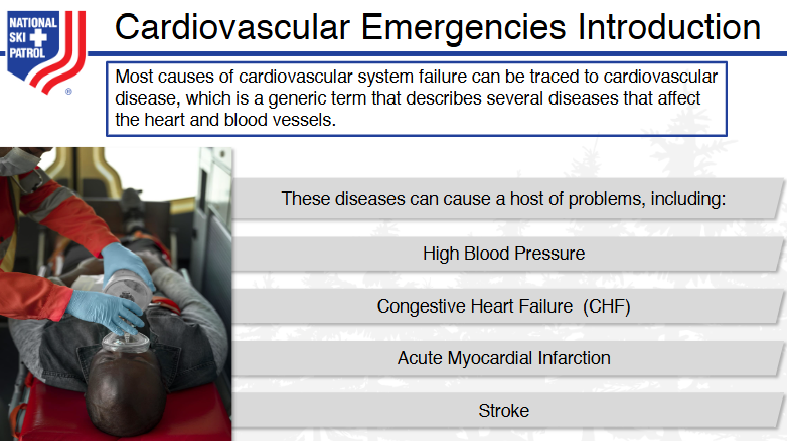 NATIONAL
SKI
PATROL
®
Cardiovascular Emergencies Introduction
Most causes of cardiovascular system failure can be traced to cardiovascular
disease, which is a generic term that describes several diseases that affect
the heart and blood vessels.
These diseases can cause a host of problems, including:
High Blood Pressure
Congestive Heart Failure (CHF)
Acute Myocardial Infarction
Stroke